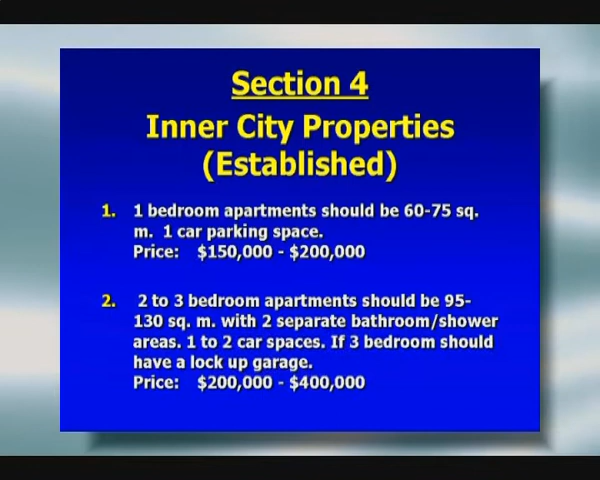 Section 4
Inner City Properties
(Established)
1. 1 bedroom apartments should be 60-75 sq.
m. 1 car parking space.
Price: $150,000 - $200,000
2. 2 to 3 bedroom apartments should be 95-
130 sq. m. with 2 separate bathroom/shower
areas. 1 to 2 car spaces. If 3 bedroom should
have a lock up garage.
Price: $200,000 - $400,000